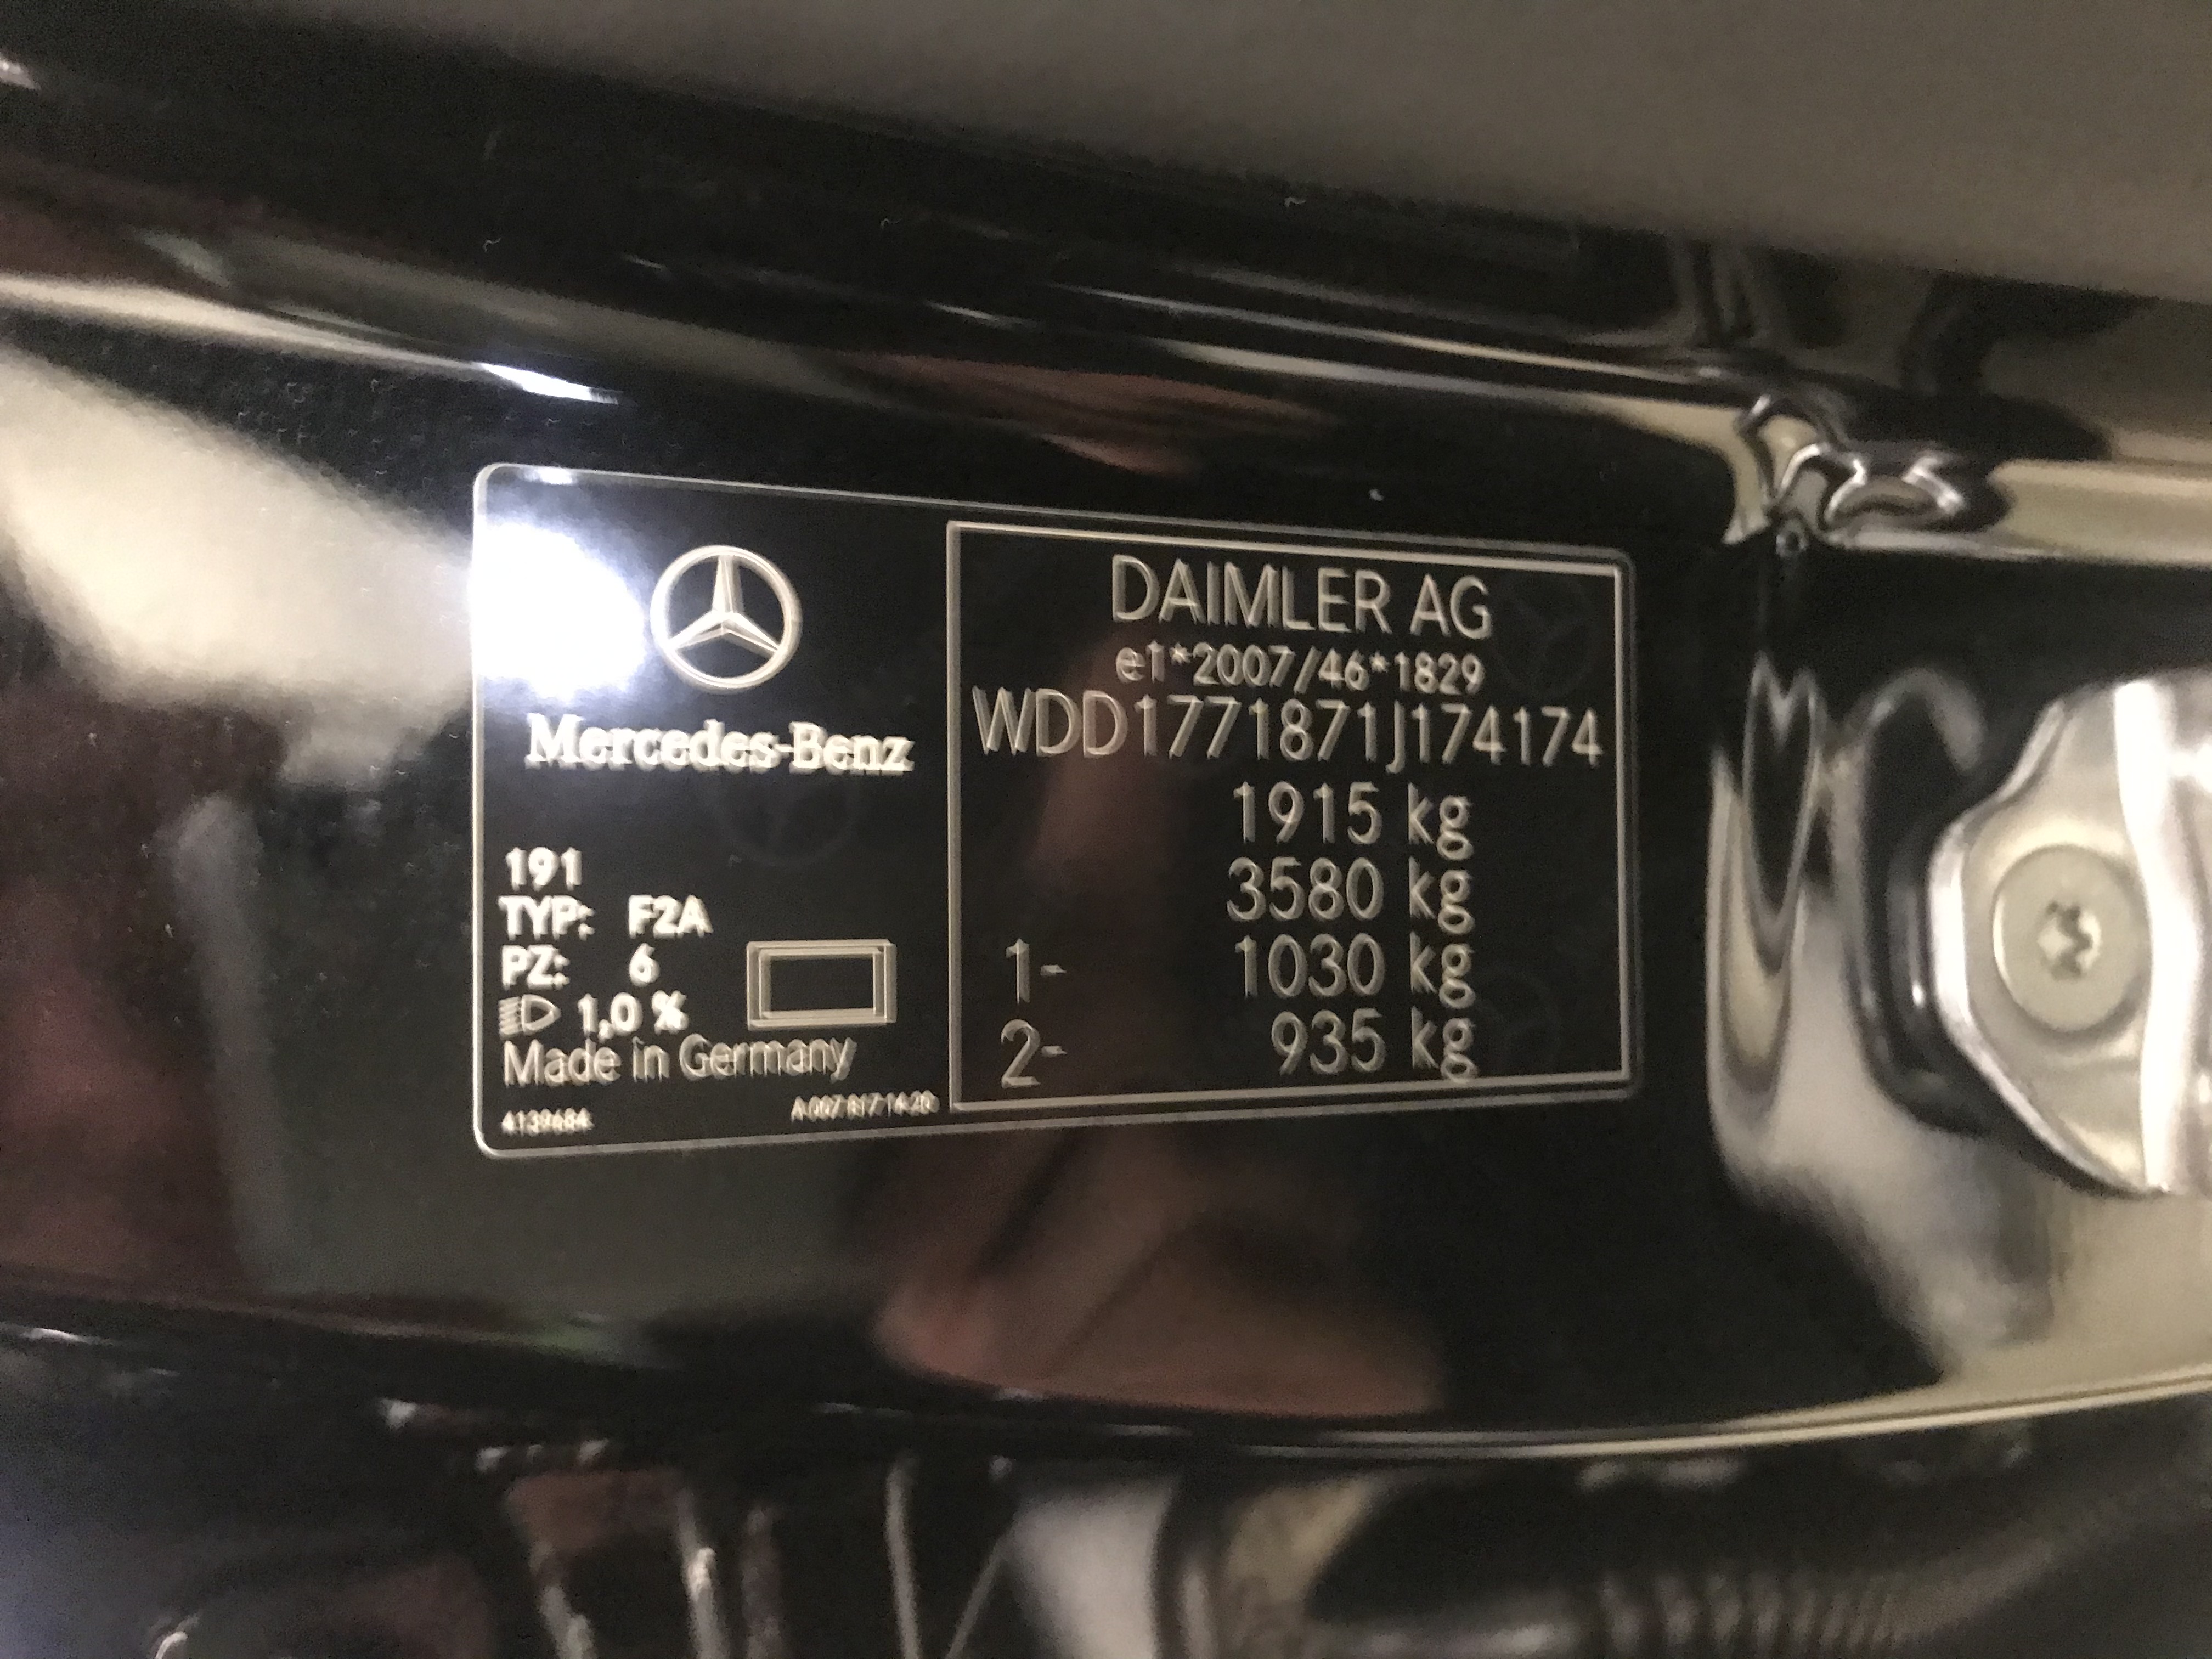 Mercedes-Benz
191
TYP: F2A
PZ: 6
1,0 %
Made in Germany
DAIMLER AG
e1*2007/46*1829
WDD1771871J174174
1915 kg
3580 kg
1- 1030 kg
2- 935 kg